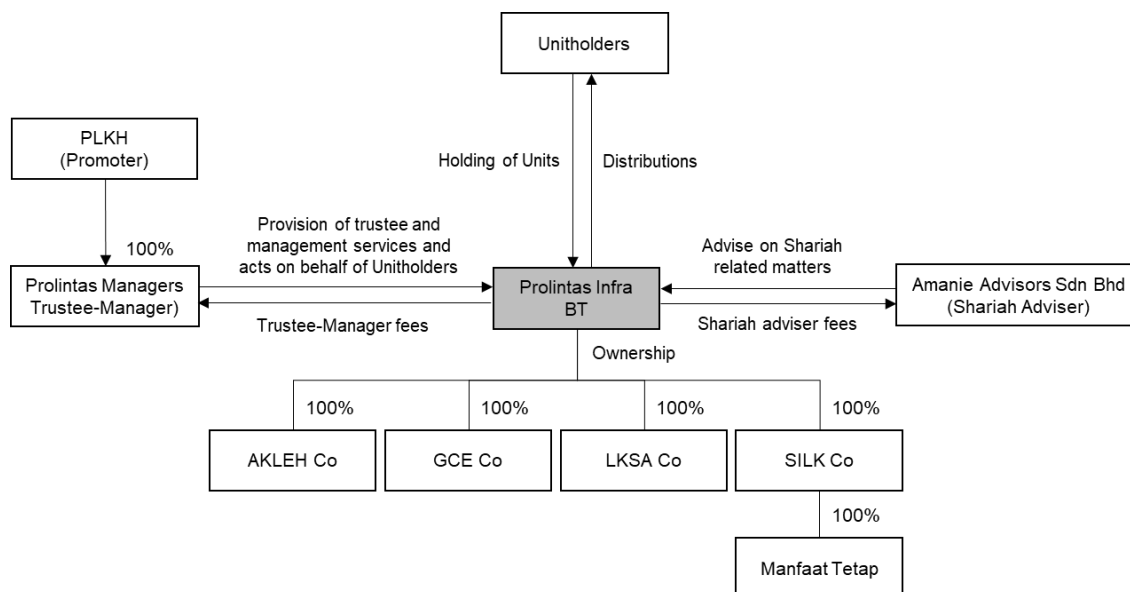 Unitholders
PLKH
(Promoter)
Holding of Units
Distributions
100%
Provision of trustee and
management services and
acts on behalf of Unitholders
Advise on Shariah
related matters
Prolintas Managers
Trustee-Manager)
Prolintas Infra
BT
Amanie Advisors Sdn Bhd
(Shariah Adviser)
Trustee-Manager fees
Shariah adviser fees
Ownership
100%
100%
100%
100%
AKLEH Co
GCE Co
LKSA Co
SILK Co
100%
Manfaat Tetap